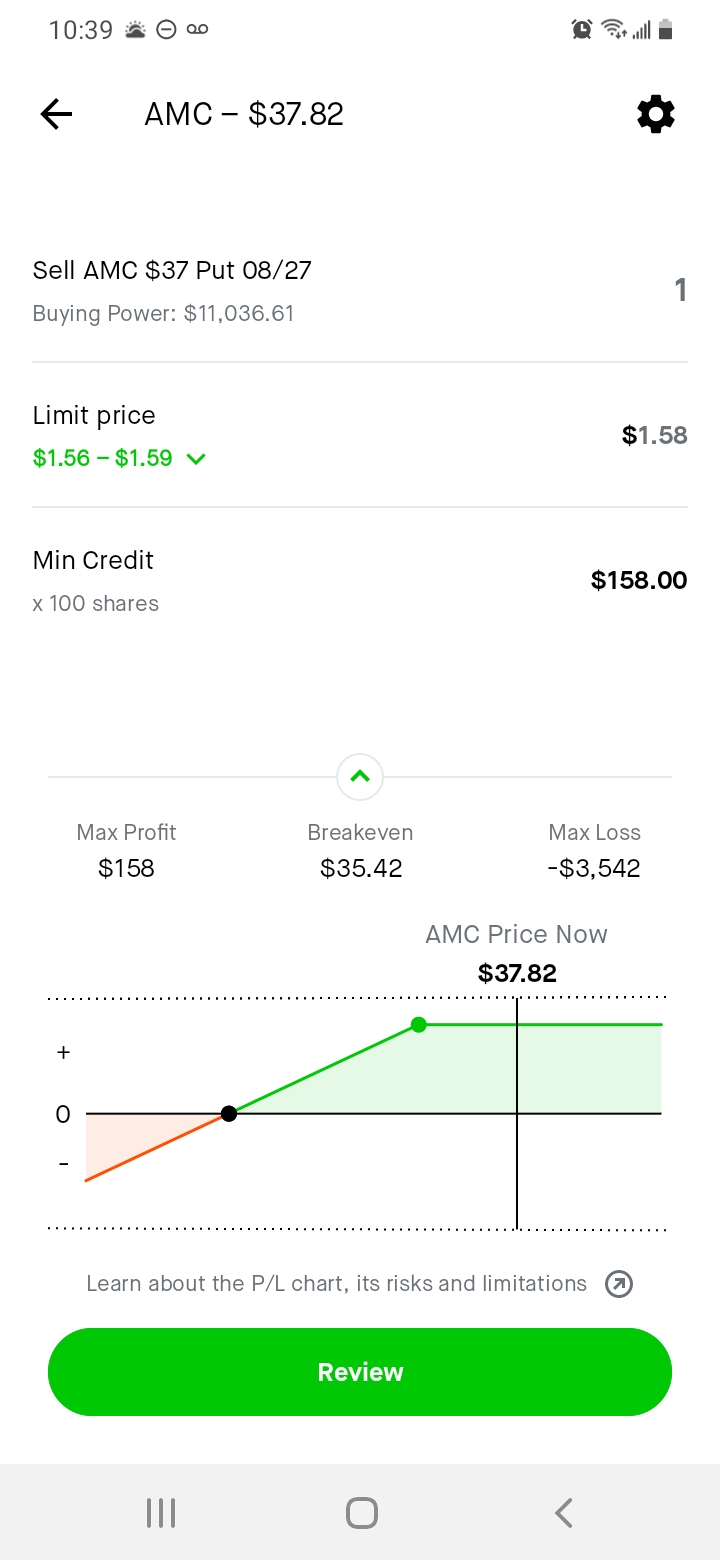 10:39
AMC – $37.82
Sell AMC $37 Put 08/27
1
Buying Power: $11,036.61
Limit price
$1.58
$1.56 – $1.59
Min Credit
$158.00
x 100 shares
Max Profit Breakeven Max Loss
$158 $35.42 -$3,542
AMC Price Now
$37.82
+
0
-
Learn about the P/L chart, its risks and limitations
Review